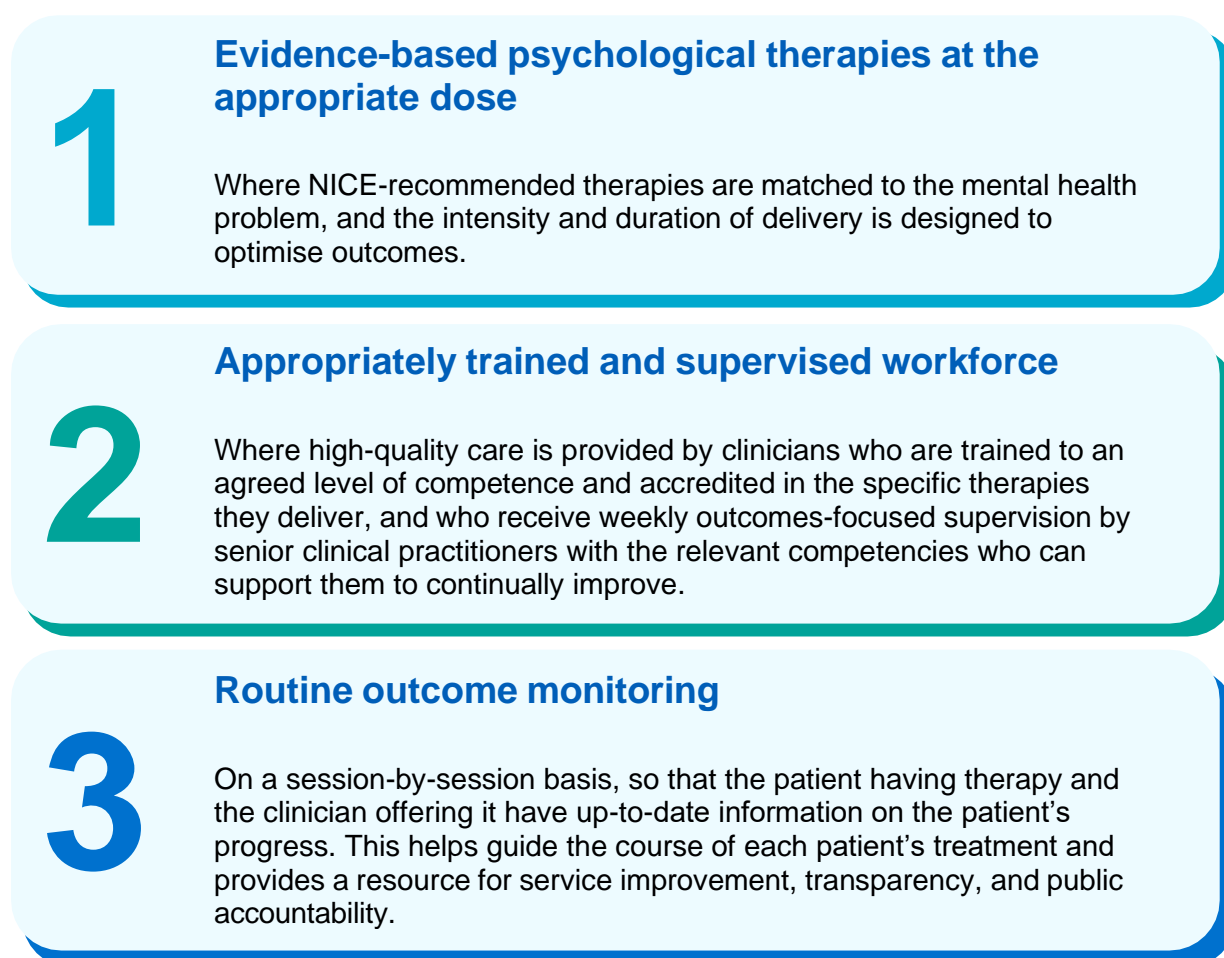 1
Evidence-based psychological therapies at the
appropriate dose
Where NICE-recommended therapies are matched to the mental health
problem, and the intensity and duration of delivery is designed to
optimise outcomes.
2
Appropriately trained and supervised workforce
Where high-quality care is provided by clinicians who are trained to an
agreed level of competence and accredited in the specific therapies
they deliver, and who receive weekly outcomes-focused supervision by
senior clinical practitioners with the relevant competencies who can
support them to continually improve.
3
Routine outcome monitoring
On a session-by-session basis, so that the patient having therapy and
the clinician offering it have up-to-date information on the patient’s
progress. This helps guide the course of each patient’s treatment and
provides a resource for service improvement, transparency, and public
accountability.